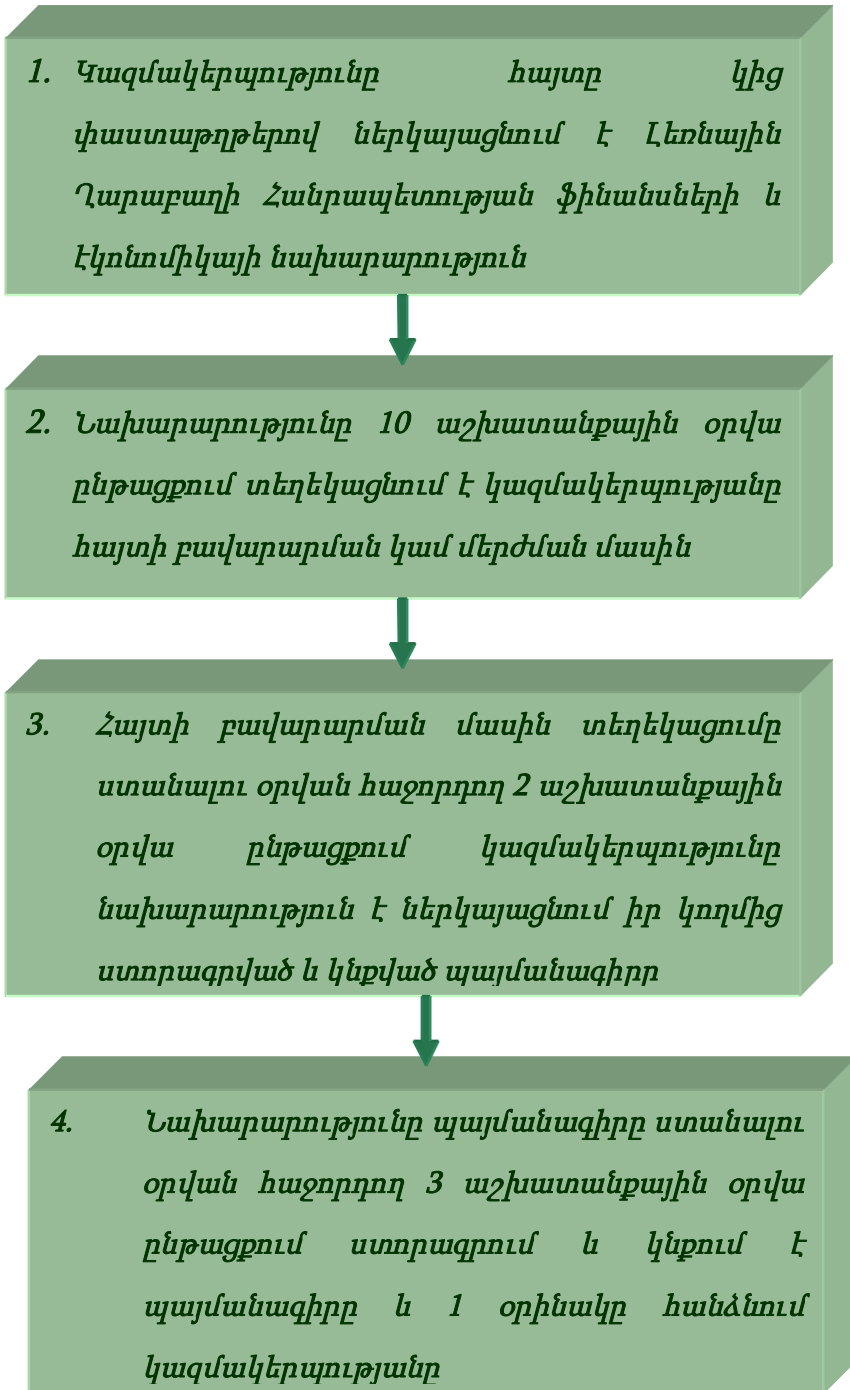 1. Կազմակերպությունը հայտը կից
փաստաթղթերով ներկայացնում է Լեռնային
Ղարաբաղի Հանրապետության ֆինանսների և
էկոնոմիկայի նախարարություն
2. Նախարարությունը 10 աշխատանքային օրվա
ընթացքում տեղեկացնում է կազմակերպությանը
հայտի բավարարման կամ մերժման մասին
3. Հայտի բավարարման մասին տեղեկացումը
ստանալու օրվան հաջորդող 2 աշխատանքային
օրվա ընթացքում կազմակերպությունը
նախարարություն է ներկայացնում իր կողմից
ստորագրված և կնքված պայմանագիրը
4. Նախարարությունը պայմանագիրը ստանալու
օրվան հաջորդող 3 աշխատանքային օրվա
ընթացքում ստորագրում և կնքում է
պայմանագիրը և 1 օրինակը հանձնում
կազմակերպությանը